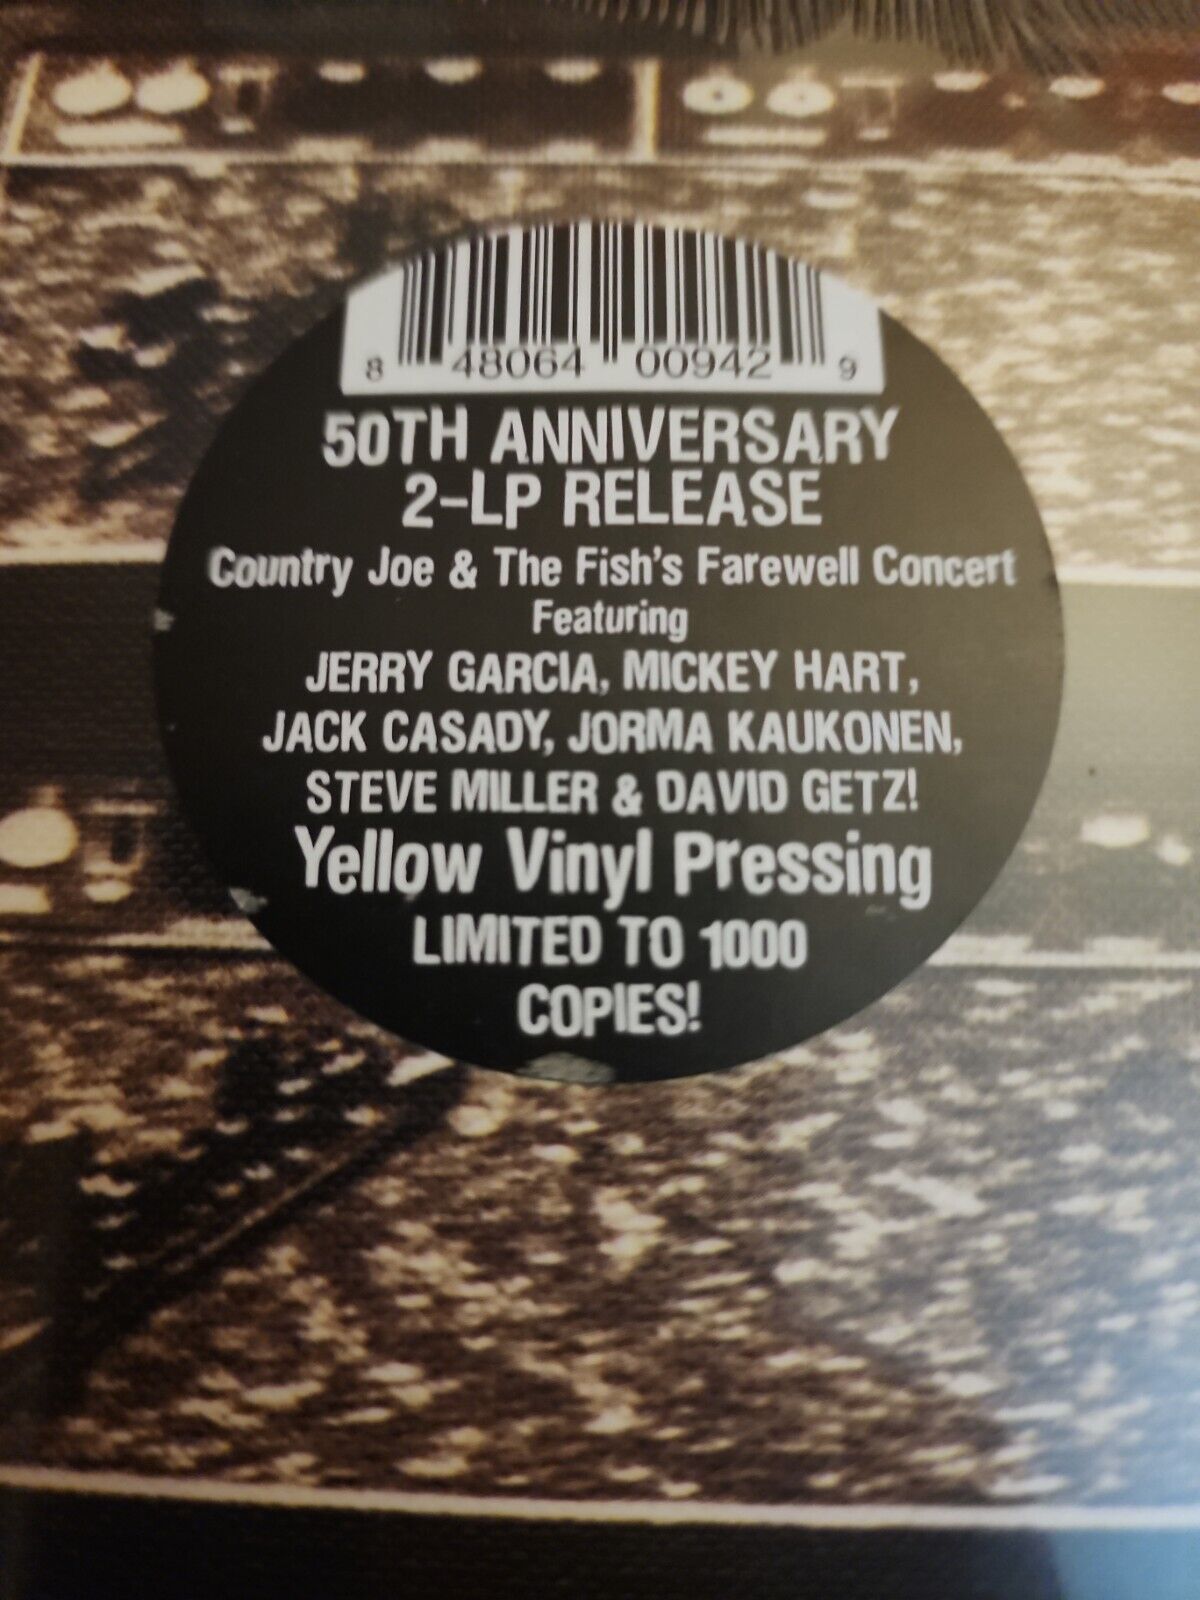 8 48064 00942 9
50TH ANNIVERSARY
2-LP RELEASE
Country Joe & The Fish's Farewell Concert
Featuring
JERRY GARCIA, MICKEY HART,
JACK CASADY, JORMA KAUKONEN,
STEVE MILLER & DAVID GETZ!
Yellow Vinyl Pressing
LIMITED TO 1000
COPIES!